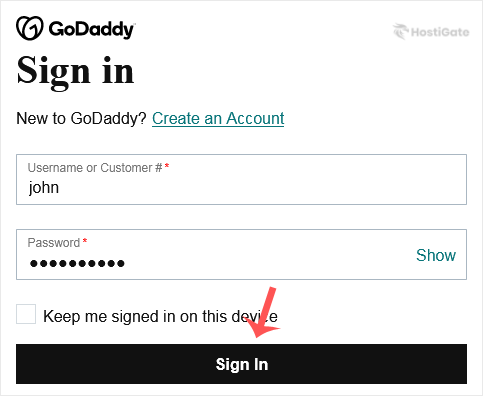 GoDaddy
HostiGate
Sign in
New to GoDaddy? Create an Account
Username or Customer # *
john
Password *
●●●●●●●●●●
Show
Keep me signed in on this device
Sign In